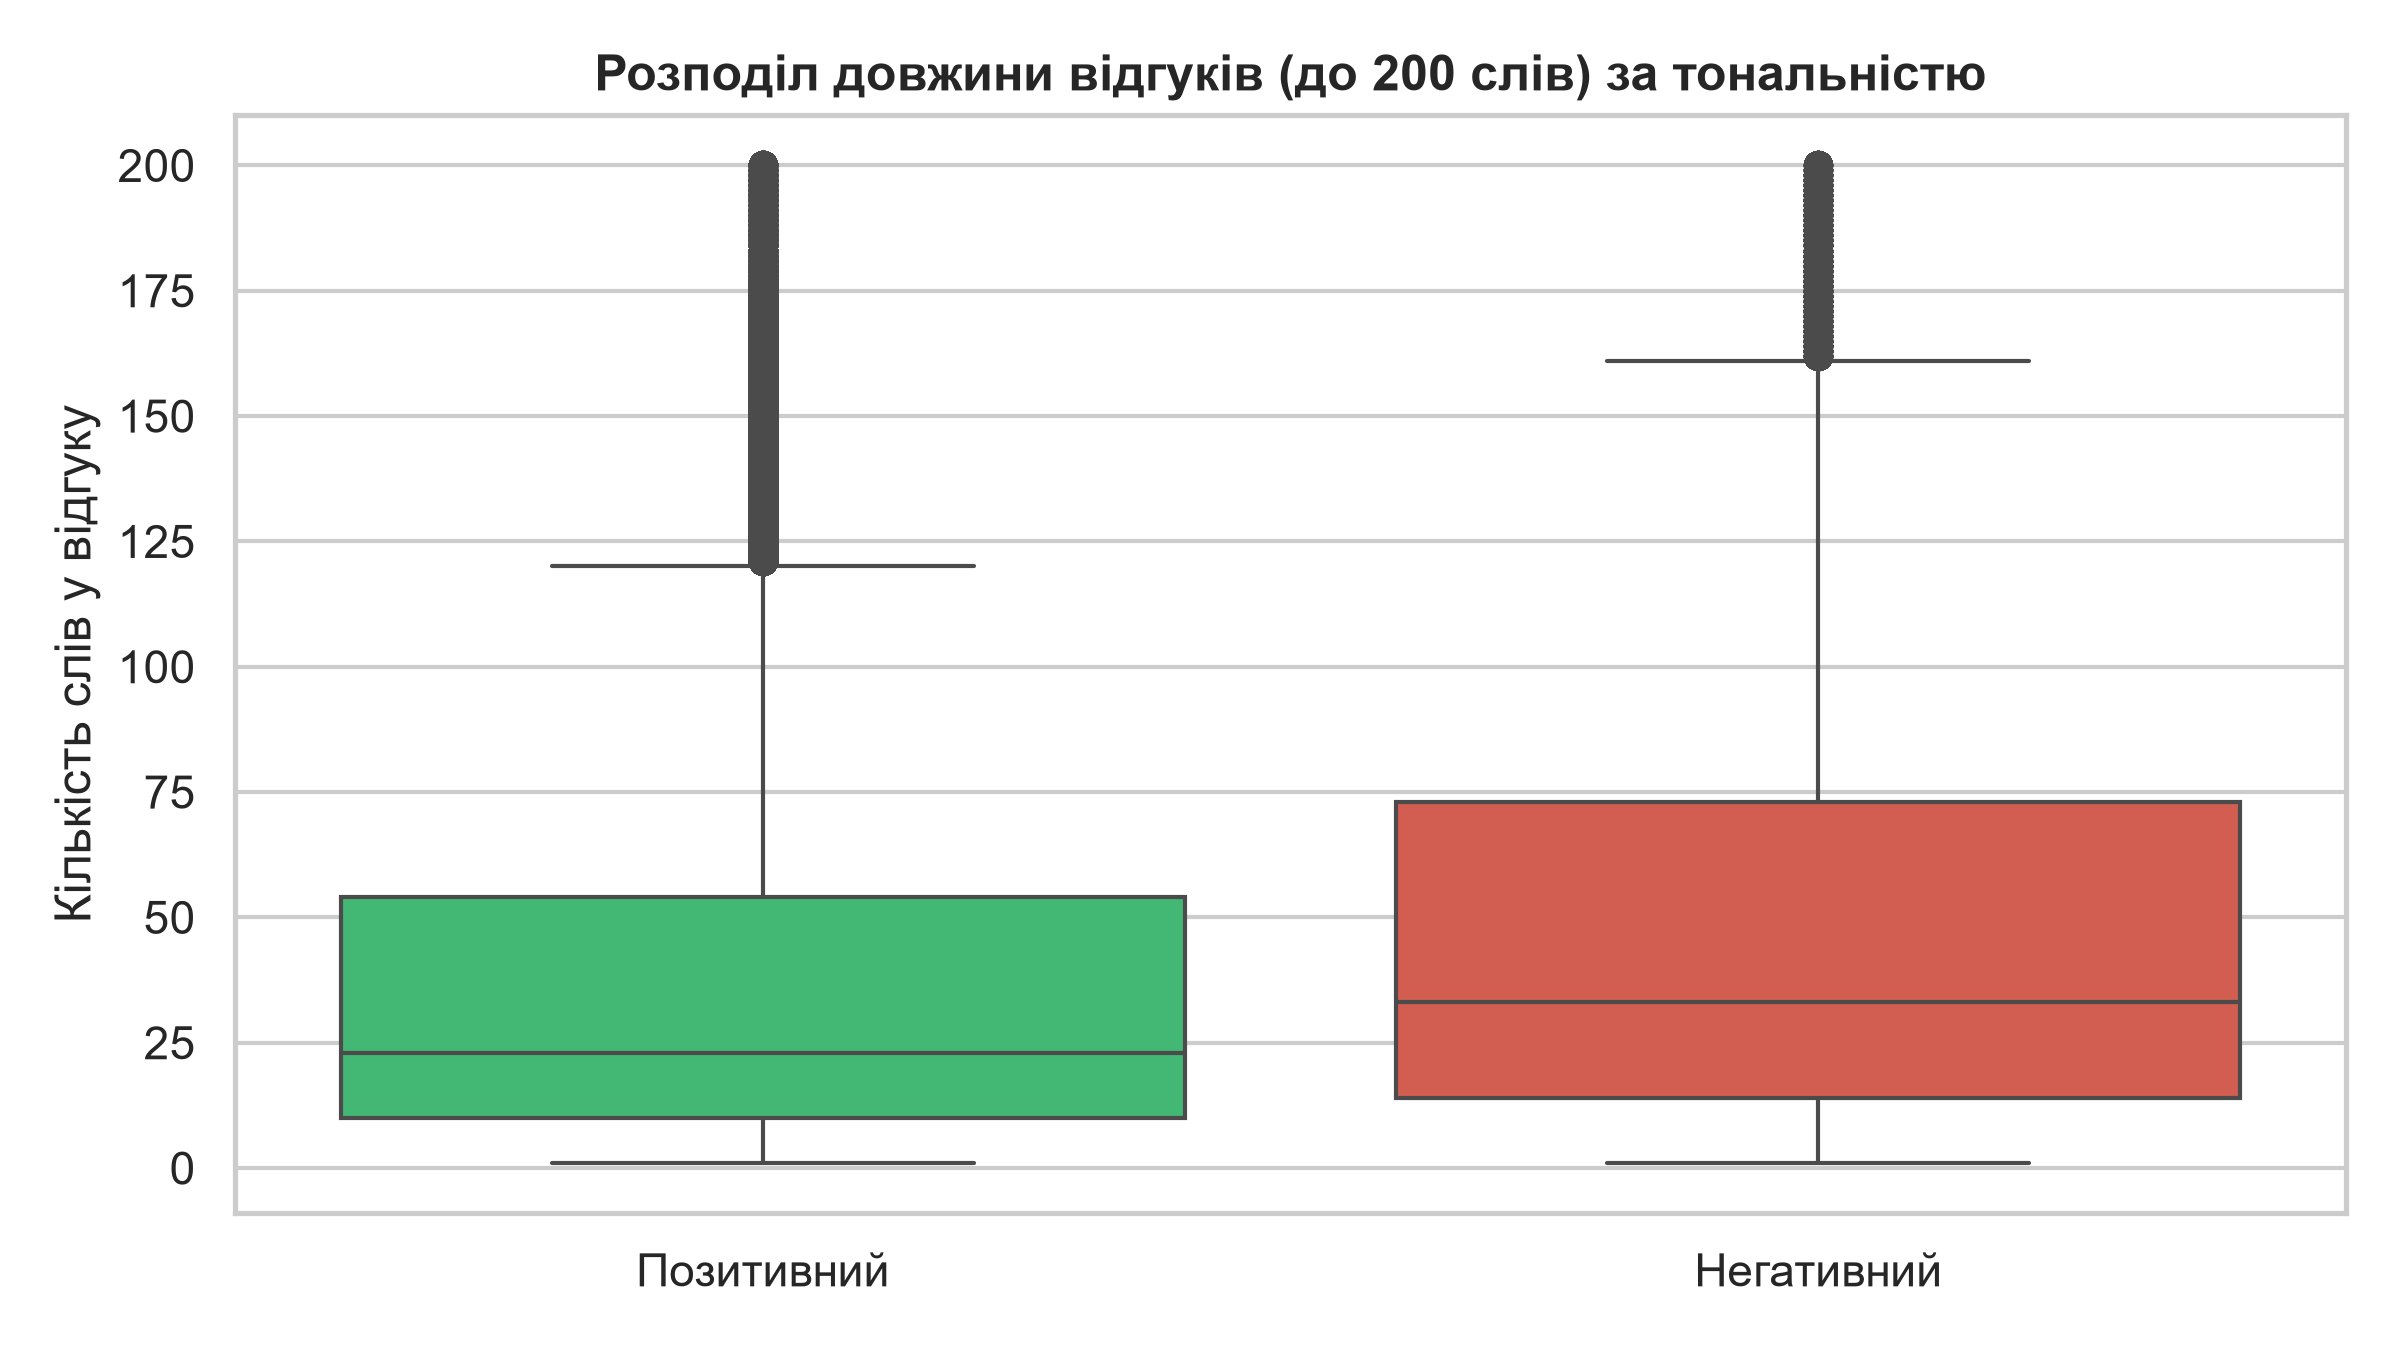 Розподіл довжини відгуків (до 200 слів) за тональністю
Кількість слів у відгуку
200
175
150
125
100
75
50
25
0
Позитивний
Негативний